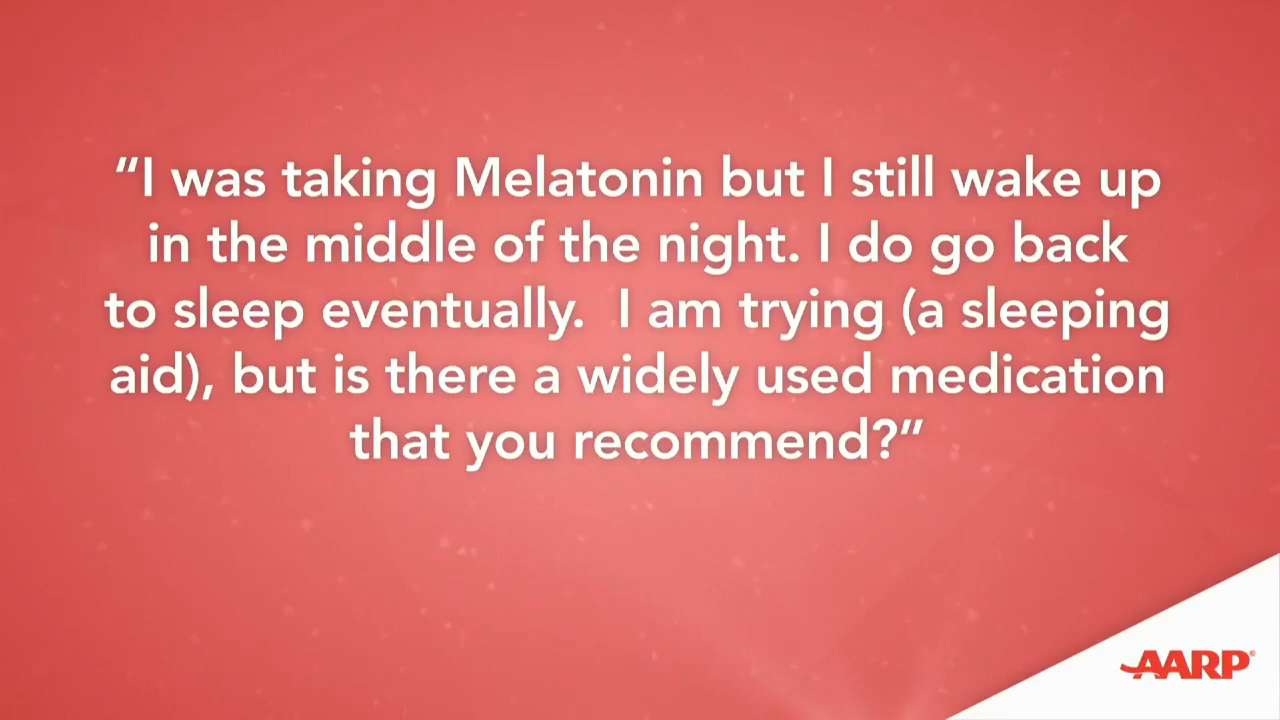 “I was taking Melatonin but I still wake up
in the middle of the night. I do go back
to sleep eventually.  I am trying (a sleeping
aid), but is there a widely used medication
that you recommend?”
AARP®